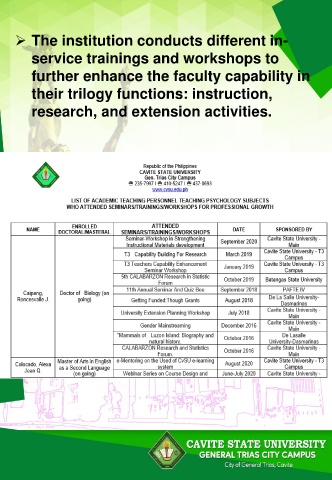 ➢ The institution conducts different in-
service trainings and workshops to
further enhance the faculty capability in
their trilogy functions: instruction,
research, and extension activities.
Republic of the Philippines
CAVITE STATE UNIVERSITY
Gen. Trias City Campus
☎ 235-7997 / ☎ 410-5247 / ☎ 437-0693
www.cvsu.edu.ph
LIST OF ACADEMIC TEACHING PERSONNEL TEACHING PSYCHOLOGY SUBJECTS
WHO ATTENDED SEMINARS/TRAININGS/WORKSHOPS FOR PROFESSIONAL GROWTH
NAME ENROLLED DOCTORAL/MASTERAL ATTENDED SEMINARS/TRAININGS/WORKSHOPS DATE SPONSORED BY
Caipang, Roncesvalle J. Doctor of Biology (on going)
Seminar Workshop in Strengthening Instructional Materials development September 2020 Cavite State University - Main
T3 Capability Building For Research March 2019 Cavite State University - T3 Campus
T3 Teachers Capability Enhancement Seminar Workshop January 2019 Cavite State University - T3 Campus
5th CALABARZON Research In Statistic Forum October 2019 Batangas State University
11th Annual Seminar And Quiz Bee September 2018 PAFTE IV
Getting Funded:Though Grants August 2018 De La Salle University-Dasmarinas
University Extension Planning Workshop July 2018 Cavite State University - Main
Gender Mainstreaming December 2016 Cavite State University - Main
"Mammals of Luzon Island: Biography and natural history. October 2016 De Lasalle University-Dasmarinas
CALABARZON Research and Statistics Forum. October 2016 Cavite State University - Main
Colocado, Alexa Joan Q. Master of Arts in English as a Second Language (on going)
e-Mentoring on the Used of CvSU e-learning system August 2020 Cavite State University - T3 Campus
Webinar Series on Course Design and June-July 2020 Cavite State University -
CAVITE STATE UNIVERSITY
GENERAL TRIAS CITY CAMPUS
City of General Trias, Cavite